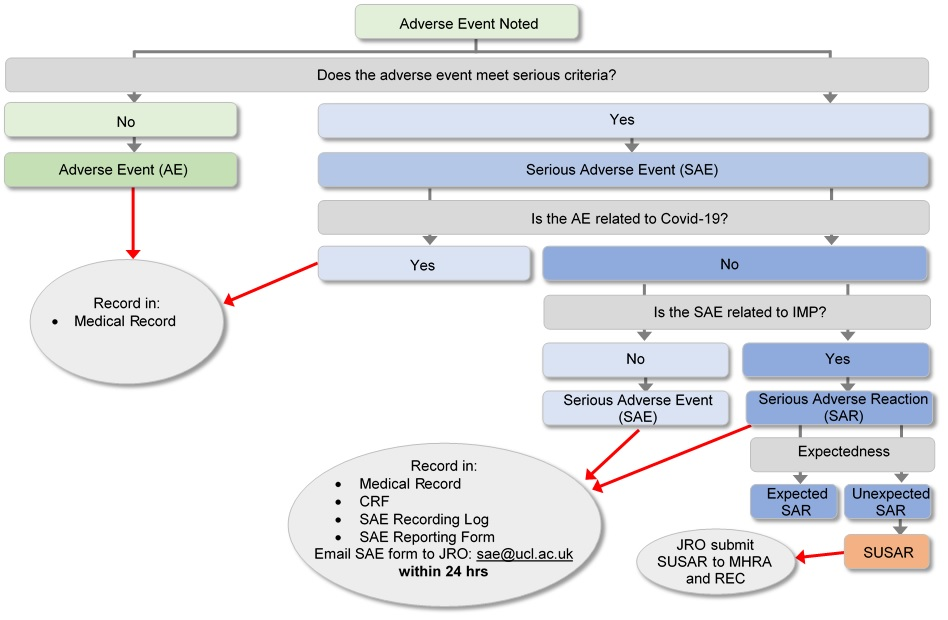 Adverse Event Noted
Does the adverse event meet serious criteria?
No
Yes
Adverse Event (AE)
Serious Adverse Event (SAE)
Is the AE related to Covid-19?
Yes
No
Record in:
• Medical Record
Is the SAE related to IMP?
No
Yes
Serious Adverse Event
(SAE)
Serious Adverse Reaction
(SAR)
Expectedness
Record in:
• Medical Record
• CRF
• SAE Recording Log
• SAE Reporting Form
Email SAE form to JRO: sae@ucl.ac.uk
within 24 hrs
Expected
SAR
Unexpected
SAR
SUSAR
JRO submit
SUSAR to MHRA
and REC